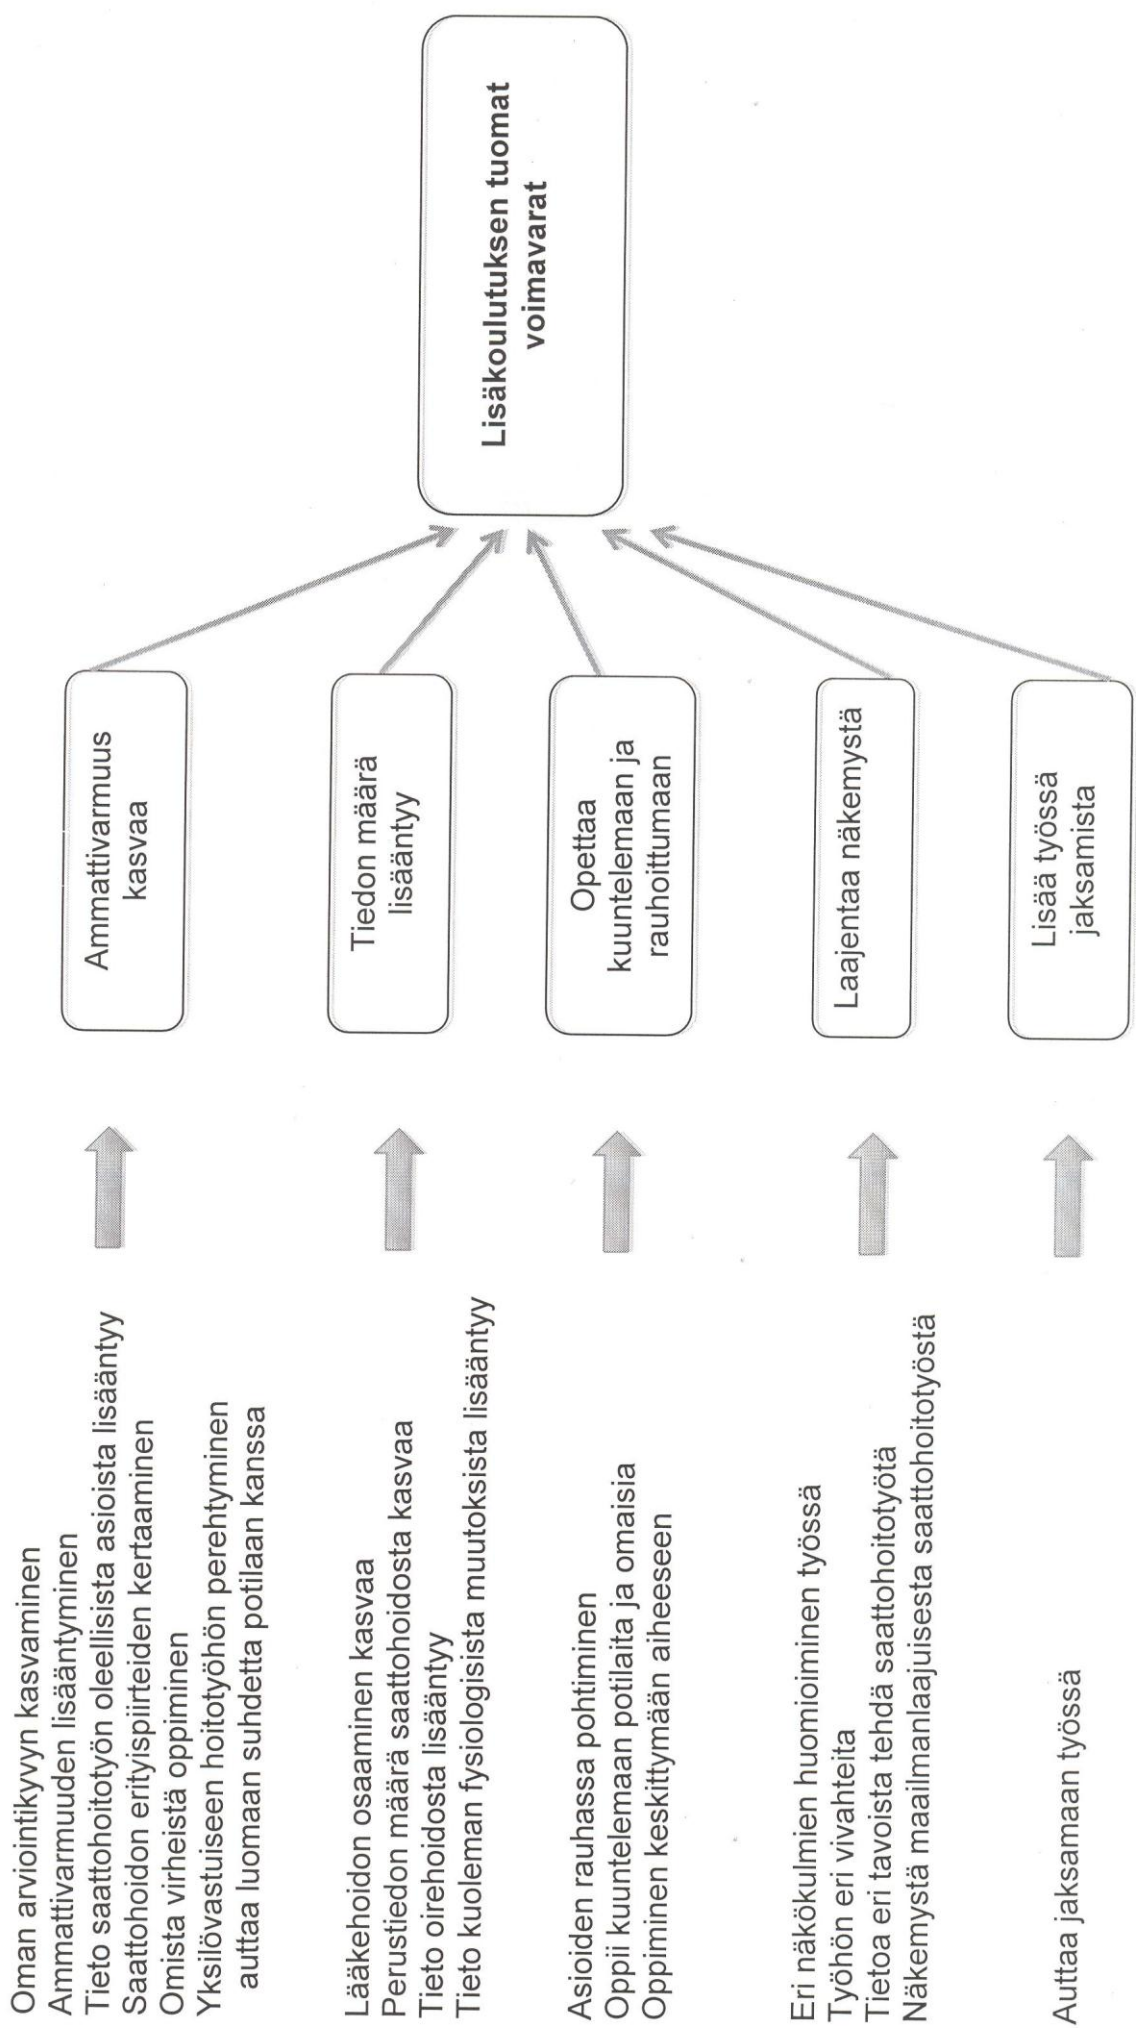 Oman arviointikyvyn kasvaminen
Ammattivarmuuden lisääntyminen
Tieto saattohoitotyön oleellisista asioista lisääntyy
Saattohoidon erityispiirteiden kertaaminen
Omista virheistä oppiminen
Yksilövastuiseen hoitotyöhön perehtyminen
auttaa luomaan suhdetta potilaan kanssa
Ammattivarmuus
kasvaa
Lääkehoidon osaaminen kasvaa
Perustiedon määrä saattohoidosta kasvaa
Tieto oirehoidosta lisääntyy
Tieto kuoleman fysiologisista muutoksista lisääntyy
Tiedon määrä
lisääntyy
Asioiden rauhassa pohtiminen
Oppii kuuntelemaan potilaita ja omaisia
Oppiminen keskittymään aiheeseen
Opettaa
kuuntelemaan ja
rauhoittumaan
Eri näkökulmien huomioiminen työssä
Työhön eri vivahteita
Tietoa eri tavoista tehdä saattohoitotyötä
Näkemystä maailmanlaajuisesta saattohoitotyöstä
Laajentaa näkemystä
Auttaa jaksamaan työssä
Lisää työssä
jaksamista
Lisäkoulutuksen tuomat
voimavarat